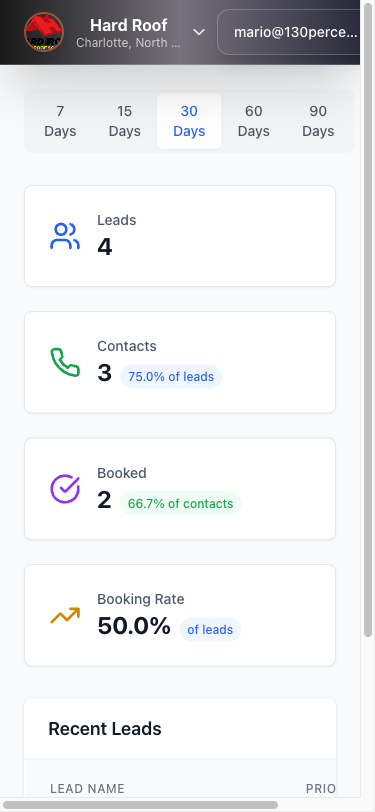 Hard Roof
Charlotte, North ...
mario@130perce...
7 Days
15 Days
30 Days
60 Days
90 Days
Leads
4
Contacts
3 75.0% of leads
Booked
2 66.7% of contacts
Booking Rate
50.0% of leads
Recent Leads
LEAD NAME PRIO